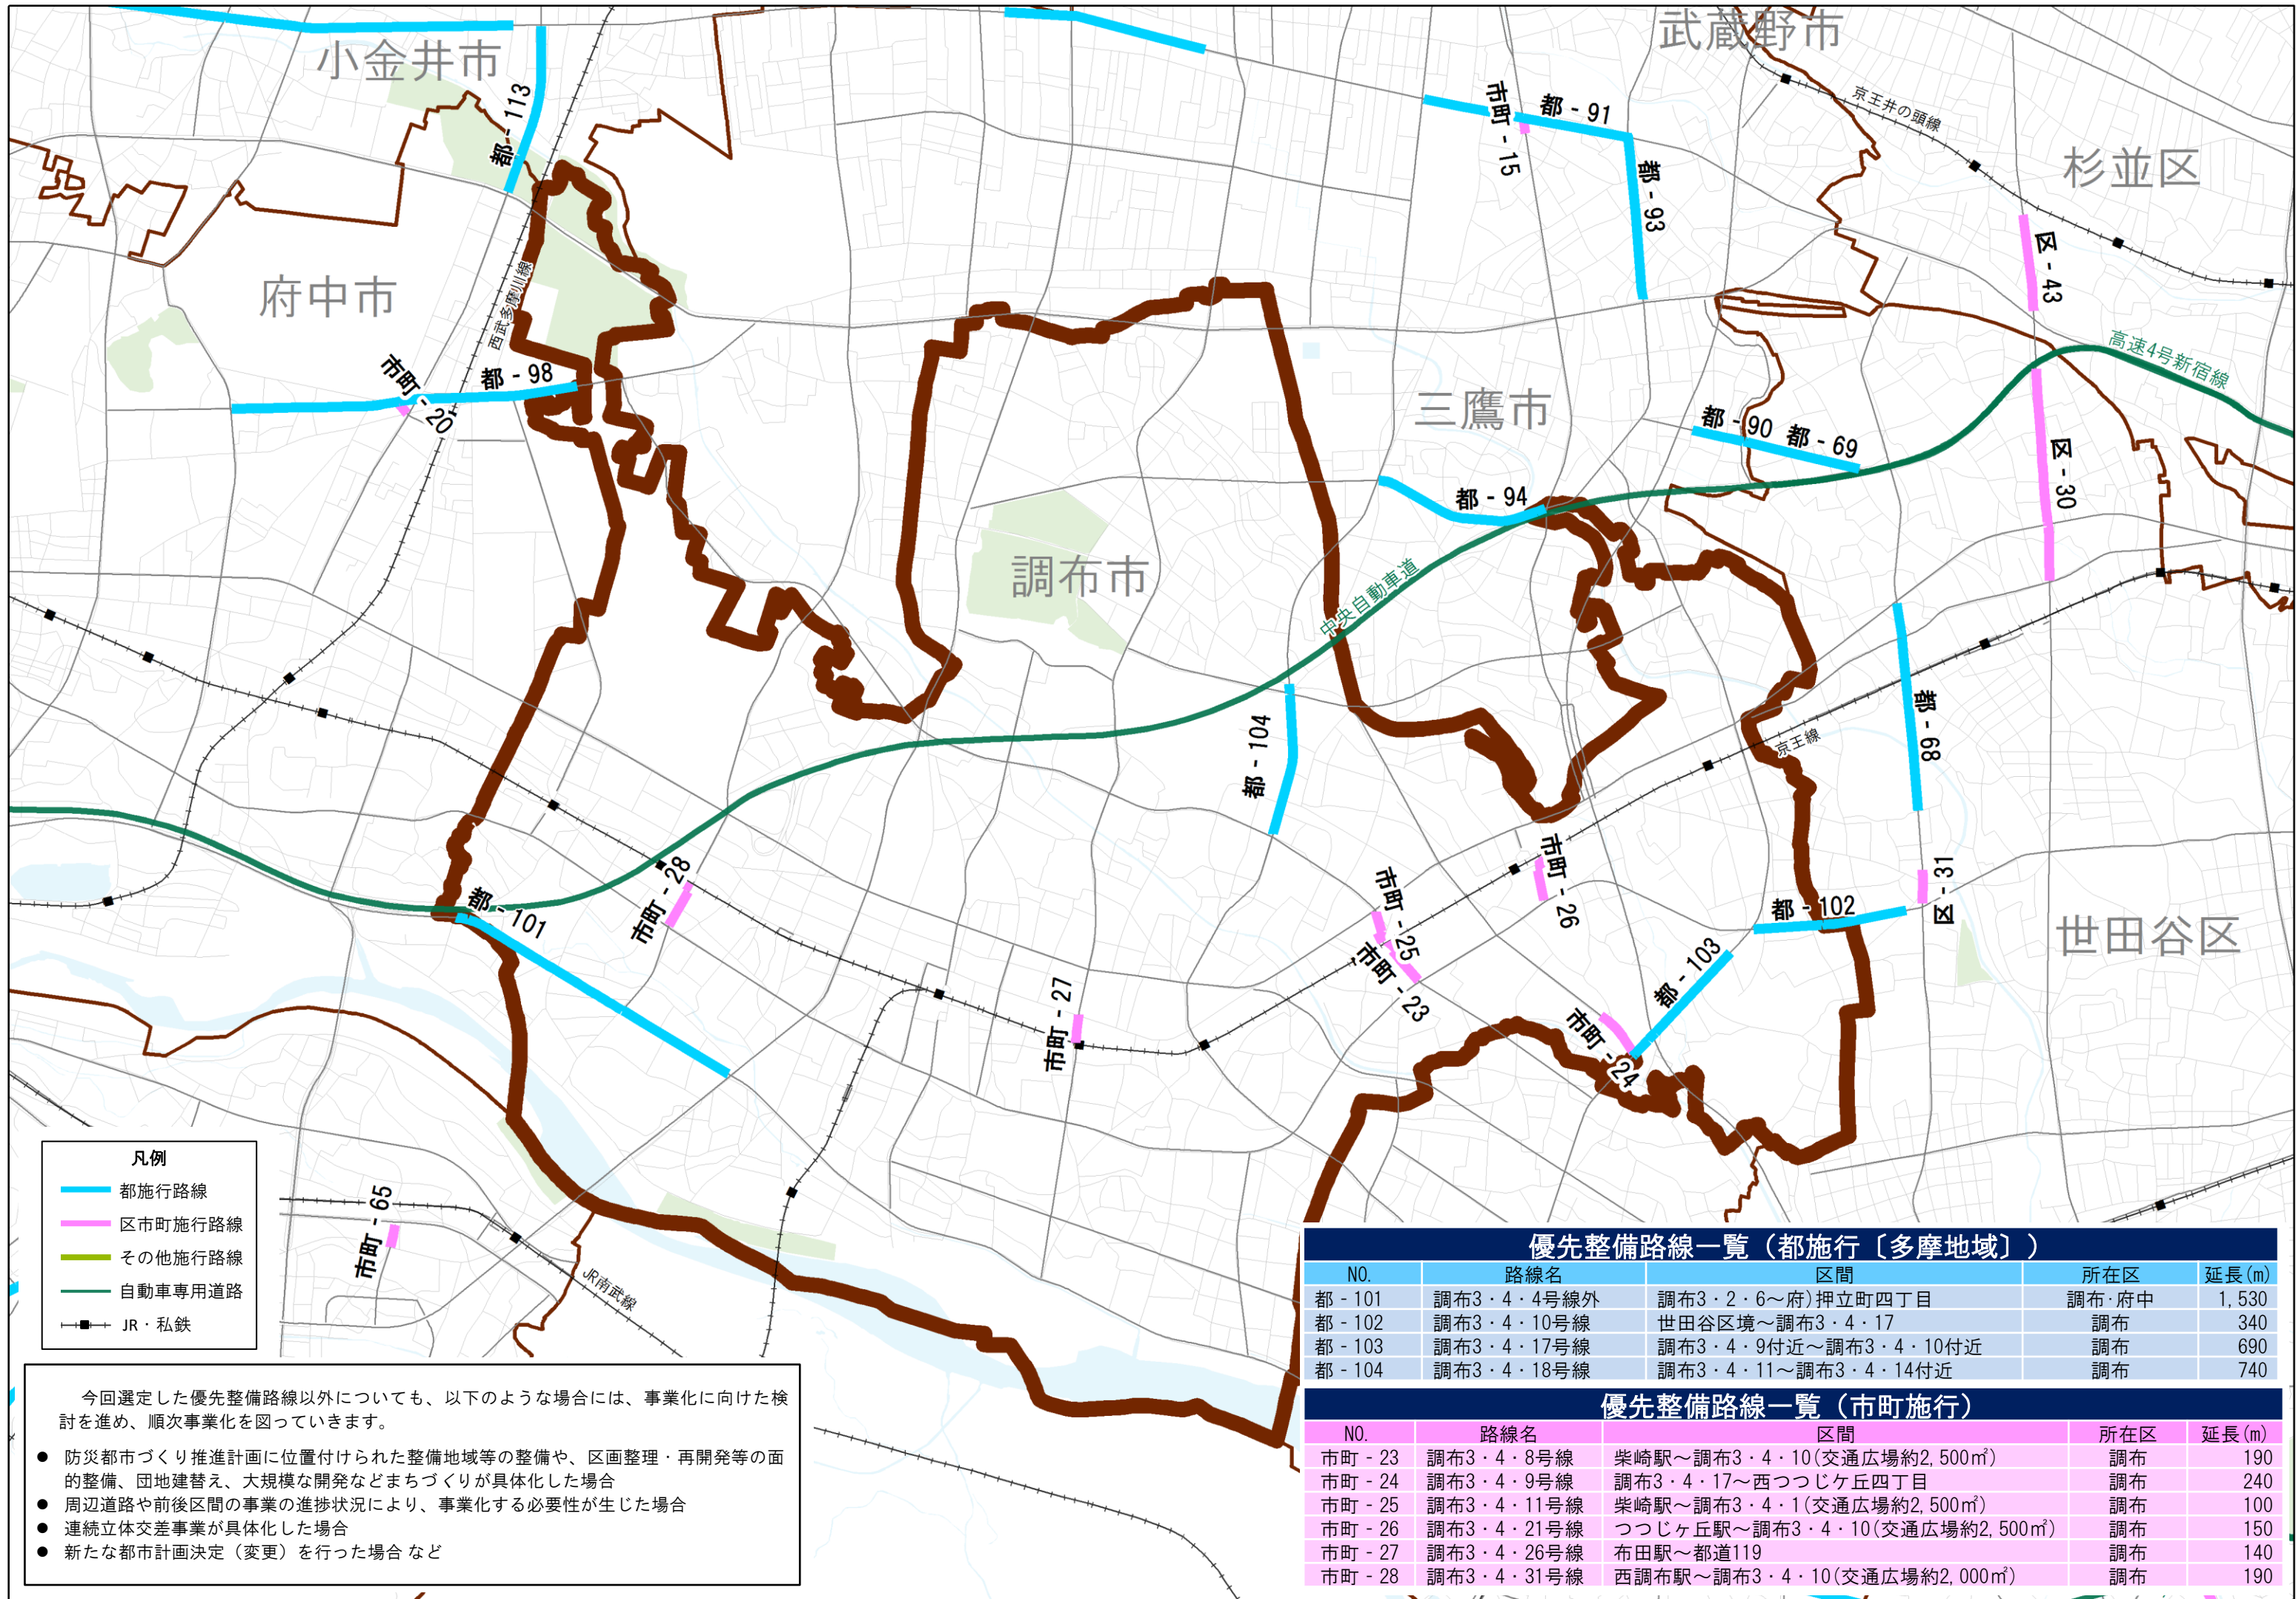 小金井市
武蔵野市
都-113
市町-15
都-91
京王井の頭線
杉並区
都-93
区-43
府中市
西武多摩川線
高速4号新宿線
市町-20
都-98
三鷹市
都-90
都-69
区-30
都-94
調布市
中央自動車道
都-89
都-104
京王線
市町-28
市町-26
区-31
都-101
市町-25
都-102
世田谷区
市町-23
都-103
市町-27
市町-24
市町-65
JR南武線
凡例
都施行路線
区市町施行路線
その他施行路線
自動車専用道路
JR・私鉄
今回選定した優先整備路線以外についても、以下のような場合には、事業化に向けた検
討を進め、順次事業化を図っていきます。
● 防災都市づくり推進計画に位置付けられた整備地域等の整備や、区画整理・再開発等の面
的整備、団地建替え、大規模な開発などまちづくりが具体化した場合
● 周辺道路や前後区間の事業の進捗状況により、事業化する必要性が生じた場合
● 連続立体交差事業が具体化した場合
● 新たな都市計画決定（変更）を行った場合 など
優先整備路線一覧（都施行〔多摩地域〕）
NO. 路線名 区間 所在区 延長(m)
都-101 調布3・4・4号線外 調布3・2・6～府)押立町四丁目 調布・府中 1,530
都-102 調布3・4・10号線 世田谷区境～調布3・4・17 調布 340
都-103 調布3・4・17号線 調布3・4・9付近～調布3・4・10付近 調布 690
都-104 調布3・4・18号線 調布3・4・11～調布3・4・14付近 調布 740
優先整備路線一覧（市町施行）
NO. 路線名 区間 所在区 延長(m)
市町-23 調布3・4・8号線 柴崎駅～調布3・4・10(交通広場約2,500㎡) 調布 190
市町-24 調布3・4・9号線 調布3・4・17～西つつじケ丘四丁目 調布 240
市町-25 調布3・4・11号線 柴崎駅～調布3・4・1(交通広場約2,500㎡) 調布 100
市町-26 調布3・4・21号線 つつじヶ丘駅～調布3・4・10(交通広場約2,500㎡) 調布 150
市町-27 調布3・4・26号線 布田駅～都道119 調布 140
市町-28 調布3・4・31号線 西調布駅～調布3・4・10(交通広場約2,000㎡) 調布 190